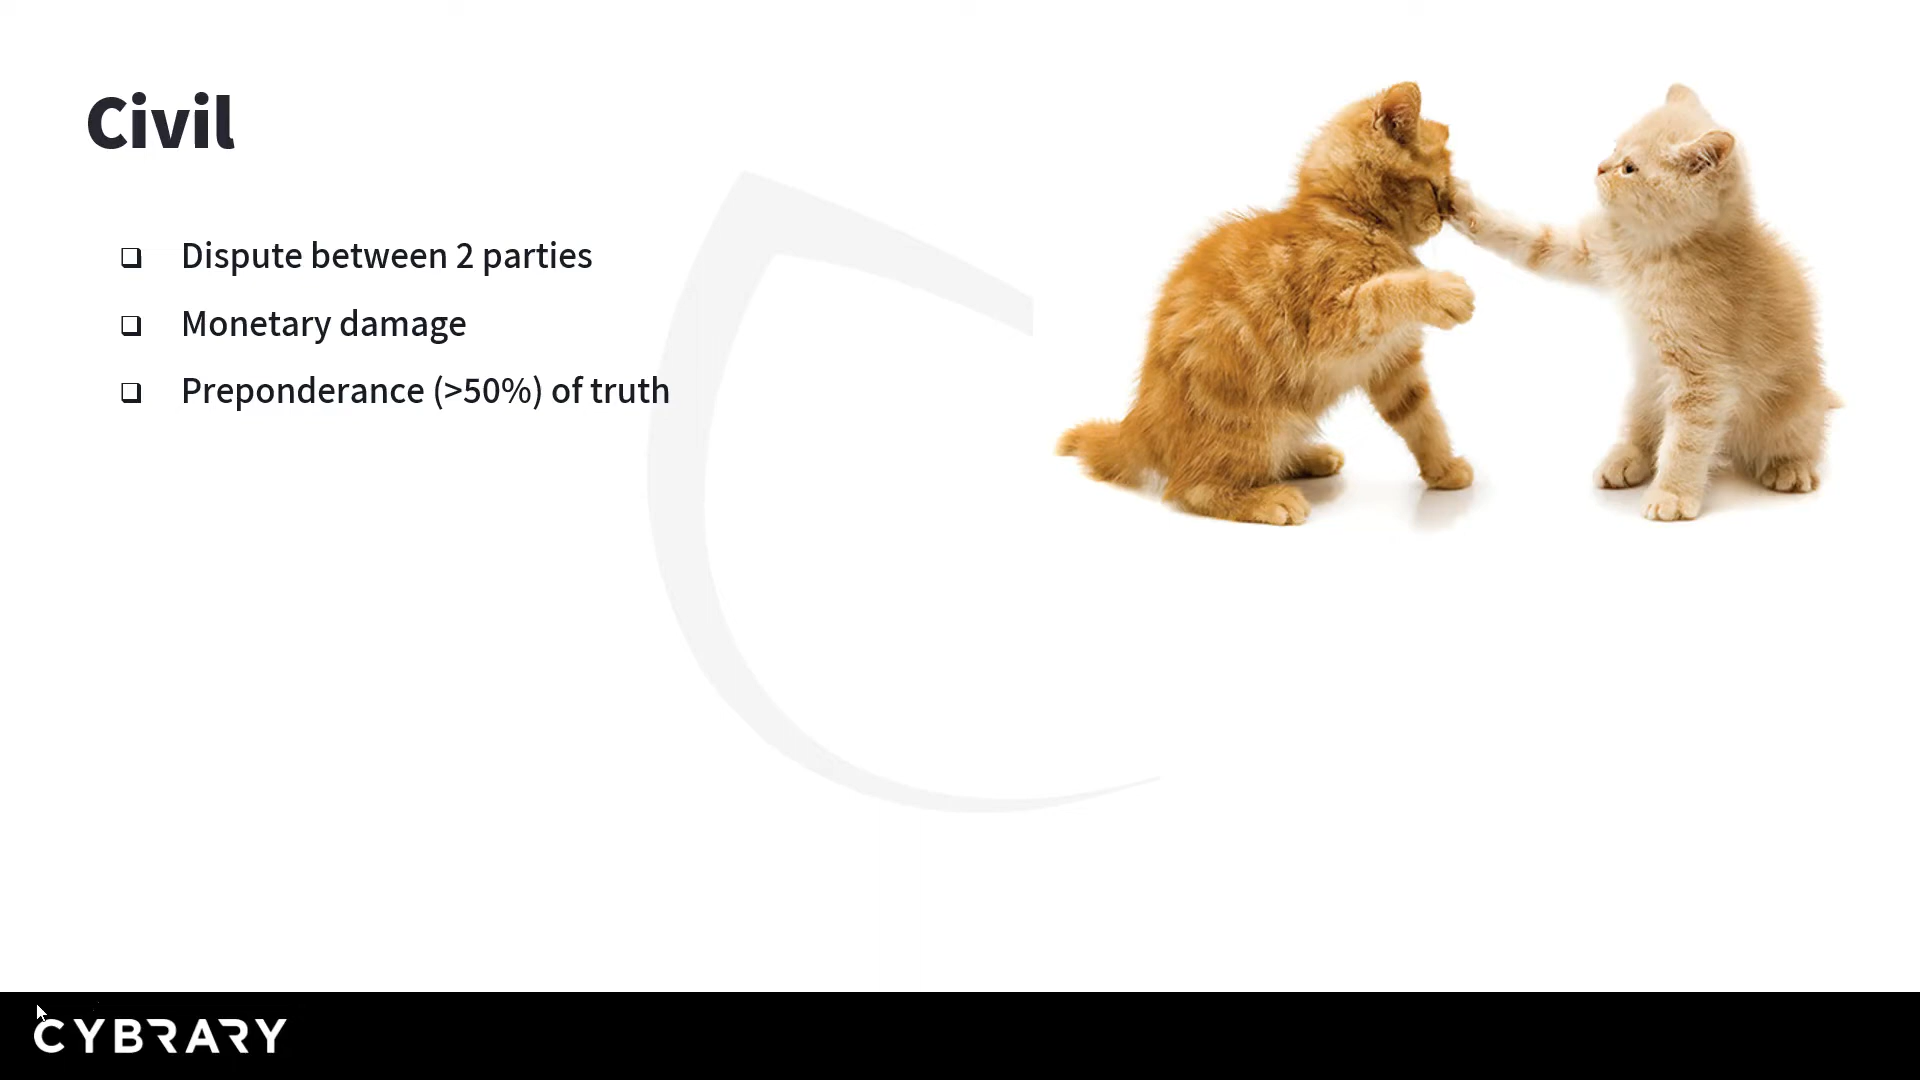 Civil
❑ Dispute between 2 parties
❑ Monetary damage
❑ Preponderance (>50%) of truth
CYBRARY